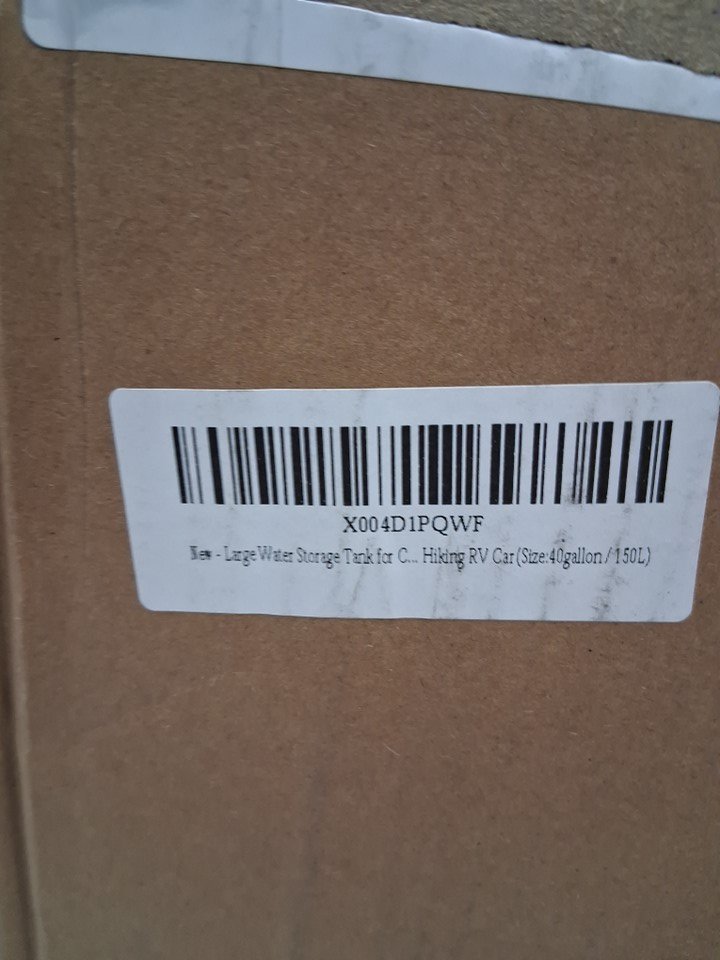 X004D1PQWF
New - Large Water Storage Tank for C... Hiking RV Car(Size:40gallon / 150L)